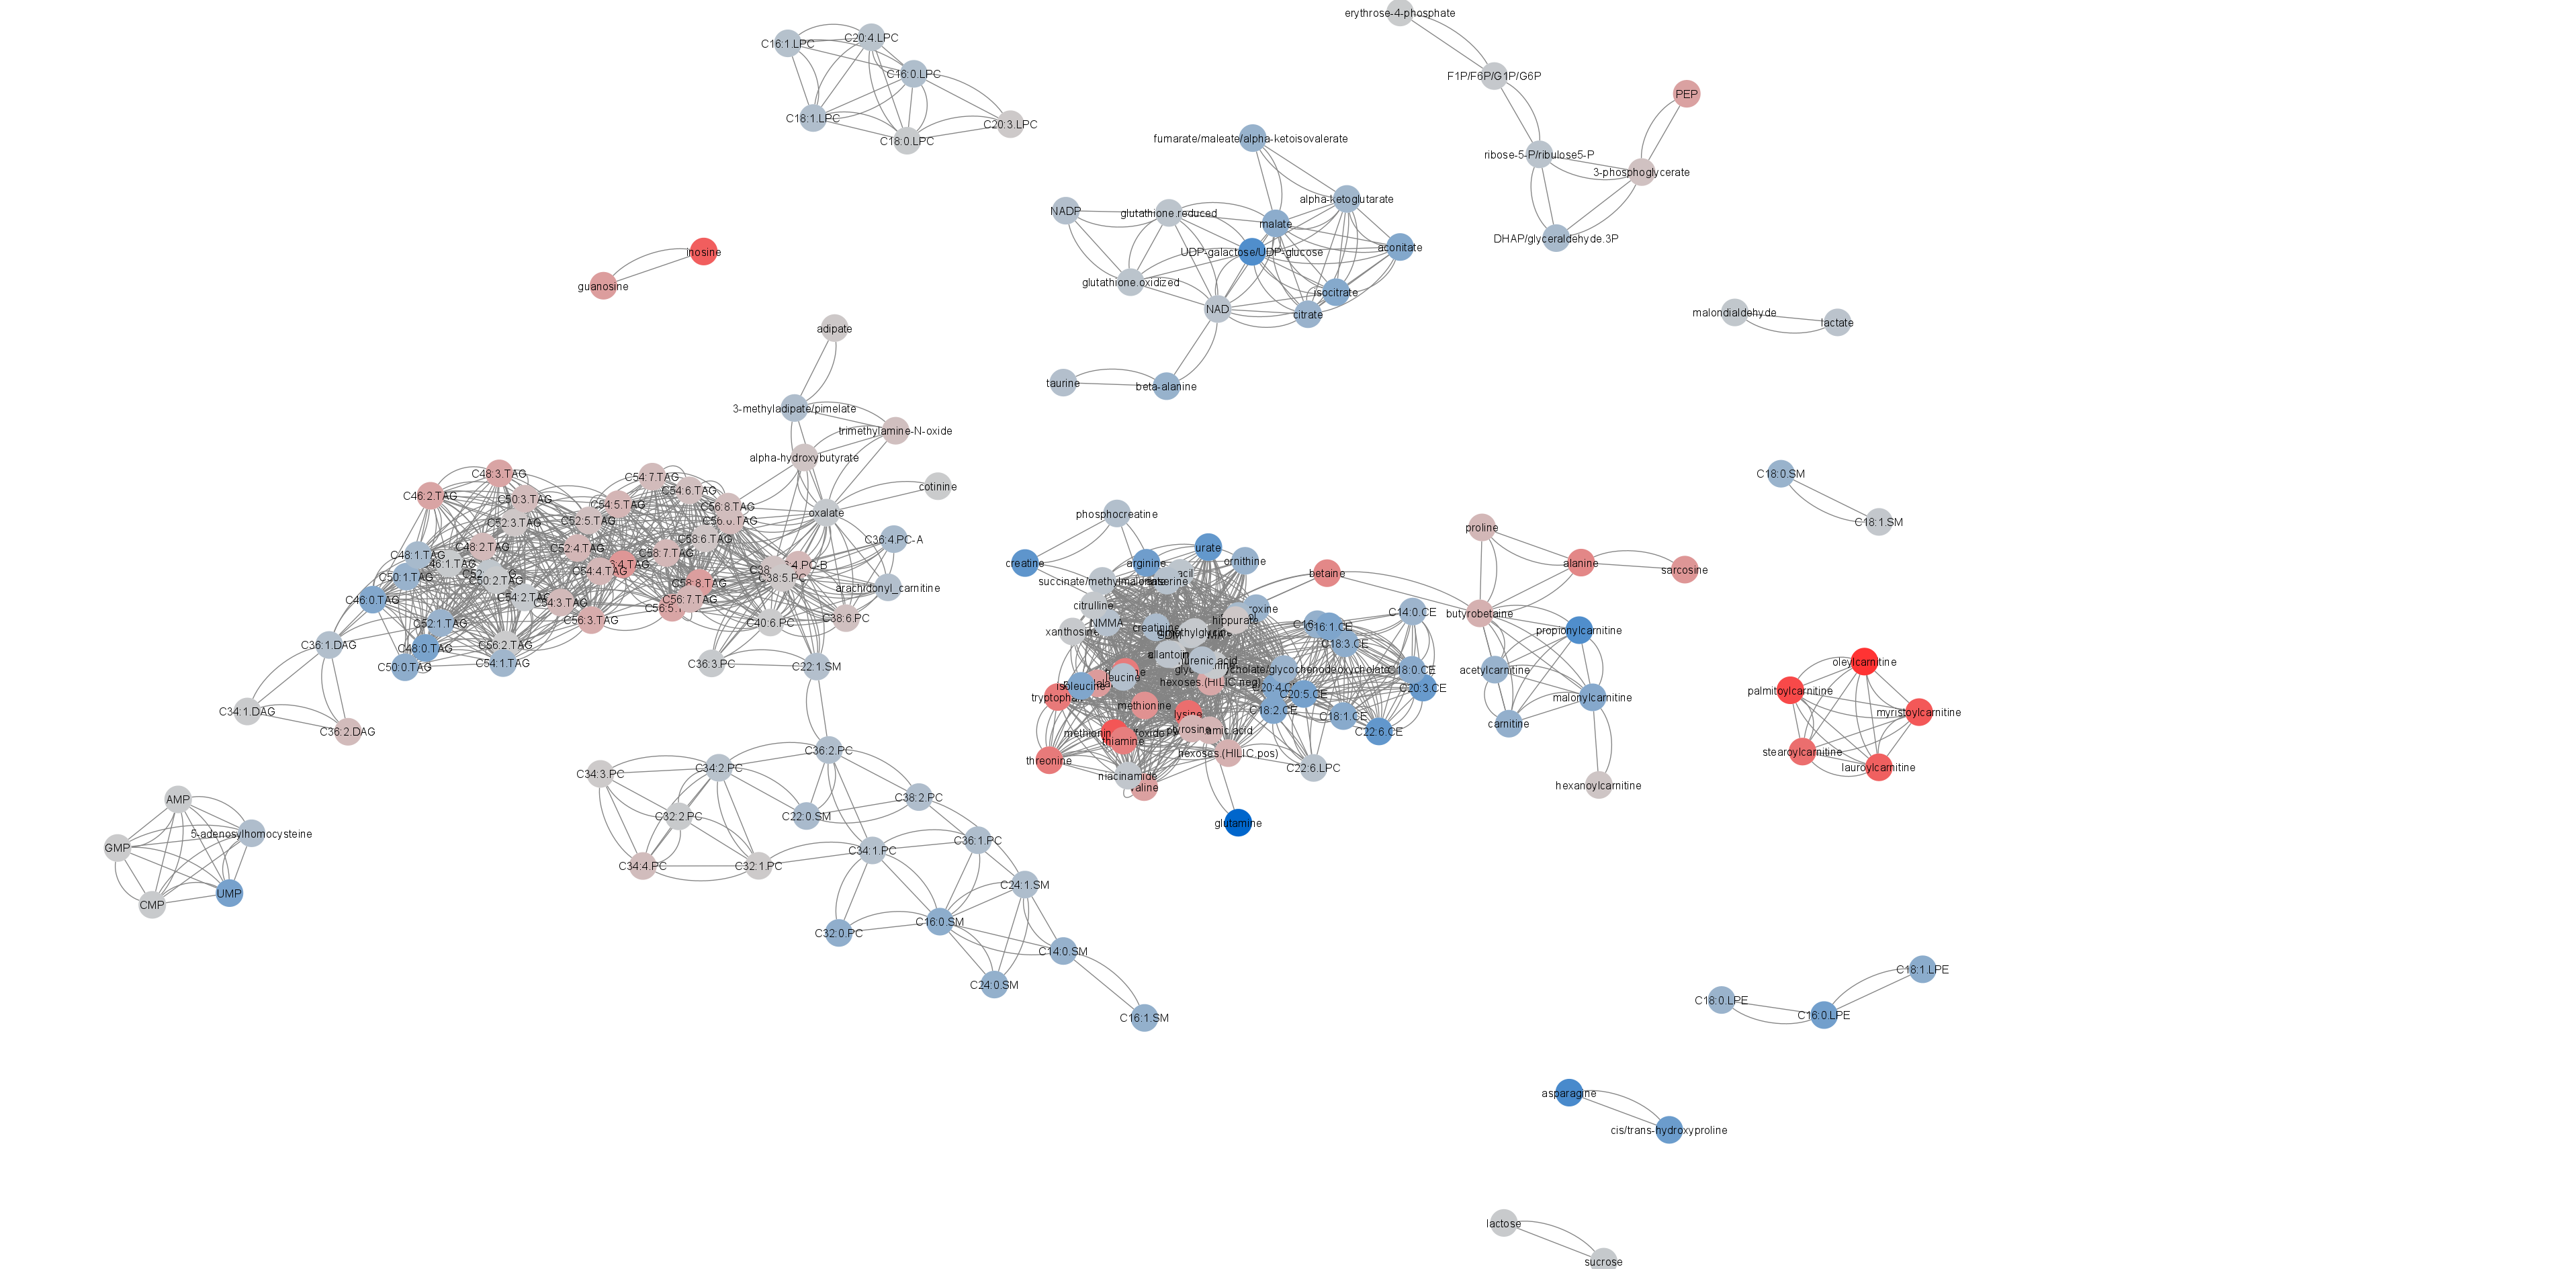 erythrose-4-phosphate
C16:1.LPC
C20:4.LPC
C16:0.LPC
F1P/F6P/G1P/G6P
PEP
C18:1.LPC
C20:3.LPC
C18:0.LPC
fumarate/maleate/alpha-ketoisovalerate
ribose-5-P/ribulose5-P
3-phosphoglycerate
alpha-ketoglutarate
NADP
glutathione.reduced
malate
DHAP/glyceraldehyde.3P
aconitate
inosine
UDP-galactose/UDP-glucose
guanosine
glutathione.oxidized
isocitrate
NAD
citrate
malondialdehyde
lactate
adipate
taurine
beta-alanine
3-methyladipate/pimelate
trimethylamine-N-oxide
alpha-hydroxybutyrate
C48:3.TAG
C54:7.TAG
C18:0.SM
cotinine
C46:2.TAG
C50:3.TAG
C54:6.TAG
C54:5.TAG
C56:8.TAG
oxalate
phosphocreatine
C52:3.TAG
C52:5.TAG
C18:1.SM
proline
C36:4.PC-A
C58:6.TAG
C48:2.TAG
C52:4.TAG
urate
C48:1.TAG
C58:7.TAG
creatine
arginine
ornithine
alanine
sarcosine
betaine
C54:4.TAG
C50:1.TAG
C50:2.TAG
C38:5.PC
arachidonyl_carnitine
C46:0.TAG
C54:2.TAG
C54:3.TAG
C56:7.TAG
citrulline
hippurate
C14:0.CE
butyrobetaine
C56:3.TAG
C52:1.TAG
C40:6.PC
C38:6.PC
NMMA
xanthosine
creatinine
C16:1.CE
propionylcarnitine
C36:1.DAG
C48:0.TAG
C56:2.TAG
C18:3.CE
allantoin
C50:0.TAG
C54:1.TAG
C36:3.PC
C22:1.SM
C18:0.CE
acetylcarnitine
oleylcarnitine
leucine
isoleucine
hexoses.(HILIC.neg)
C20:5.CE
C20:3.CE
palmitoylcarnitine
malonylcarnitine
methionine
C34:1.DAG
C18:2.CE
C18:1.CE
lysine
myristoylcarnitine
carnitine
C36:2.DAG
tyrosine
C22:6.CE
thiamine
C36:2.PC
hexoses.(HILIC.pos)
stearoylcarnitine
threonine
C34:3.PC
C34:2.PC
C22:6.LPC
lauroylcarnitine
niacinamide
valine
hexanoylcarnitine
AMP
C38:2.PC
C32:2.PC
C22:0.SM
glutamine
5-adenosylhomocysteine
C36:1.PC
GMP
C34:1.PC
C34:4.PC
C32:1.PC
C24:1.SM
UMP
CMP
C16:0.SM
C32:0.PC
C14:0.SM
C18:1.LPE
C24:0.SM
C18:0.LPE
C16:0.LPE
C16:1.SM
asparagine
cis/trans-hydroxyproline
lactose
sucrose